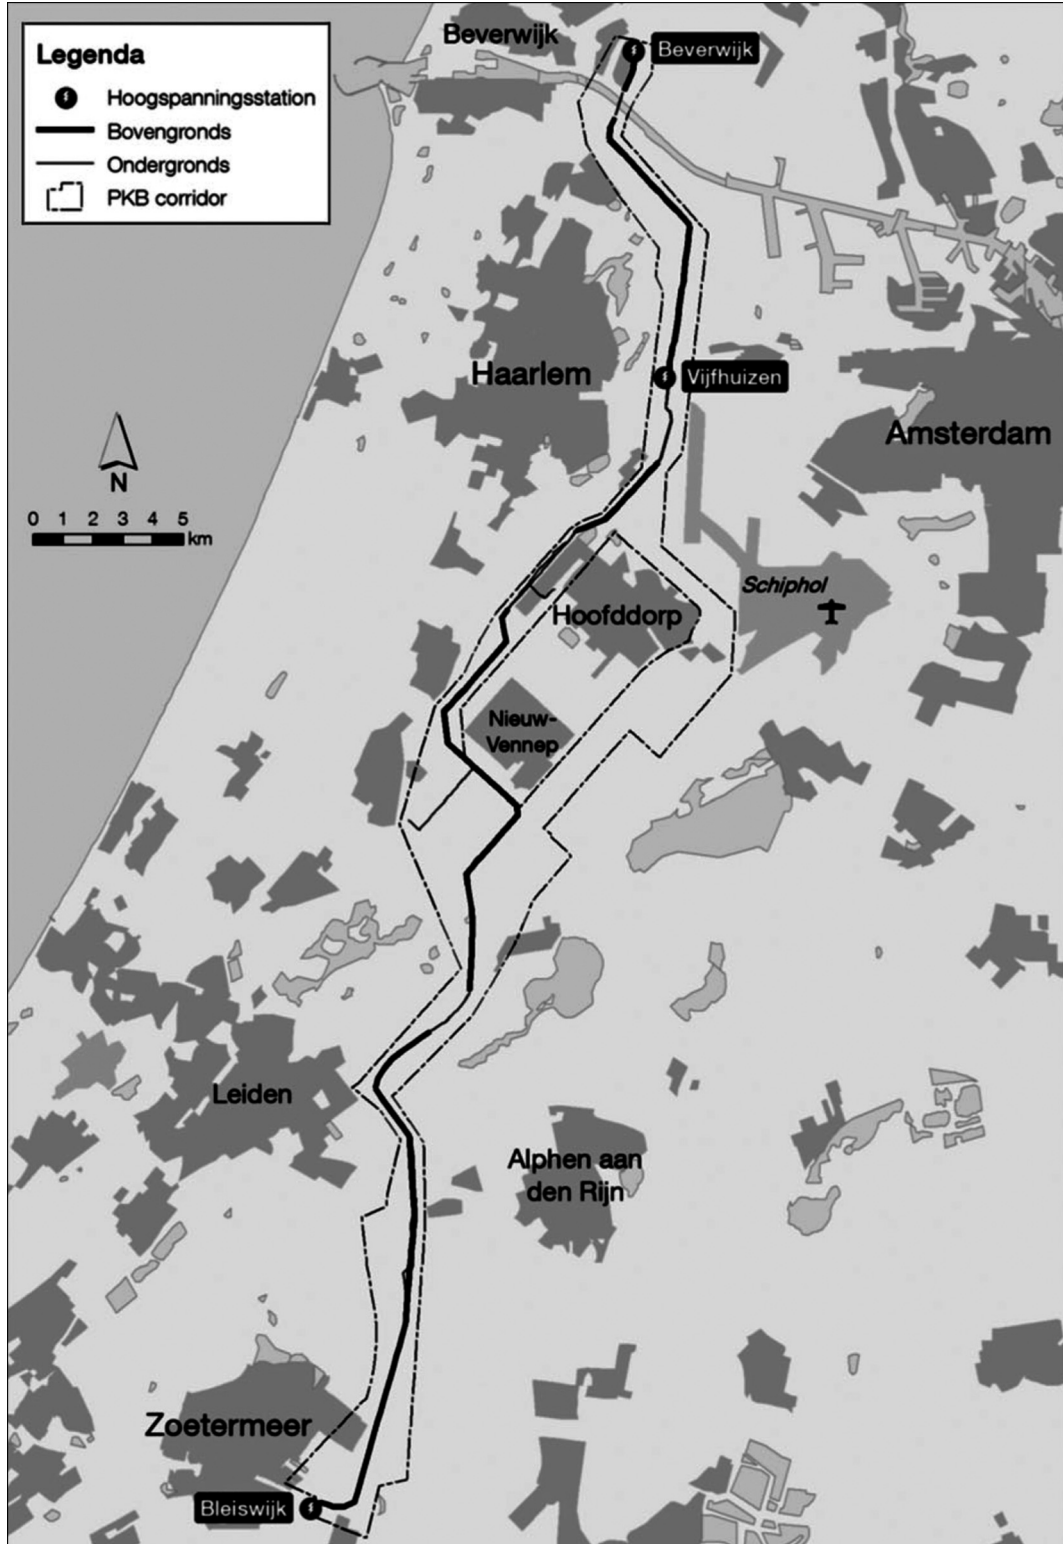 Legenda
Hoogspanningsstation
Bovengronds
Ondergronds
PKB corridor
Beverwijk
Beverwijk
Haarlem
Vijfhuizen
Amsterdam
N
0 1 2 3 4 5
km
Schiphol
Hoofddorp
Nieuw-
Vennep
Leiden
Alphen aan
den Rijn
Zoetermeer
Bleiswijk